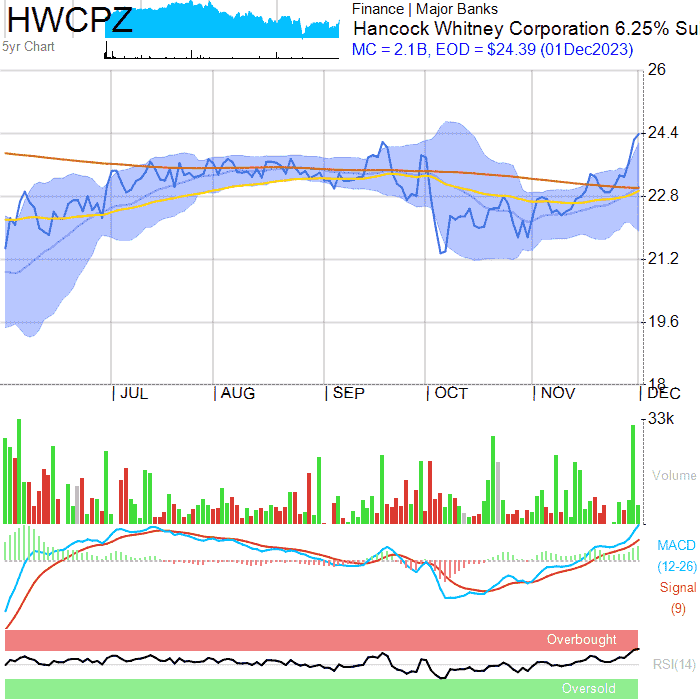 HWCPZ
5yr Chart
Finance | Major Banks
Hancock Whitney Corporation 6.25% Su
MC = 2.1B, EOD = $24.39 (01Dec2023)
26
24.4
22.8
21.2
19.6
18
JUL AUG SEP OCT NOV DEC
33k
Volume
MACD
(12-26)
Signal
(9)
Overbought
RSI(14)
Oversold